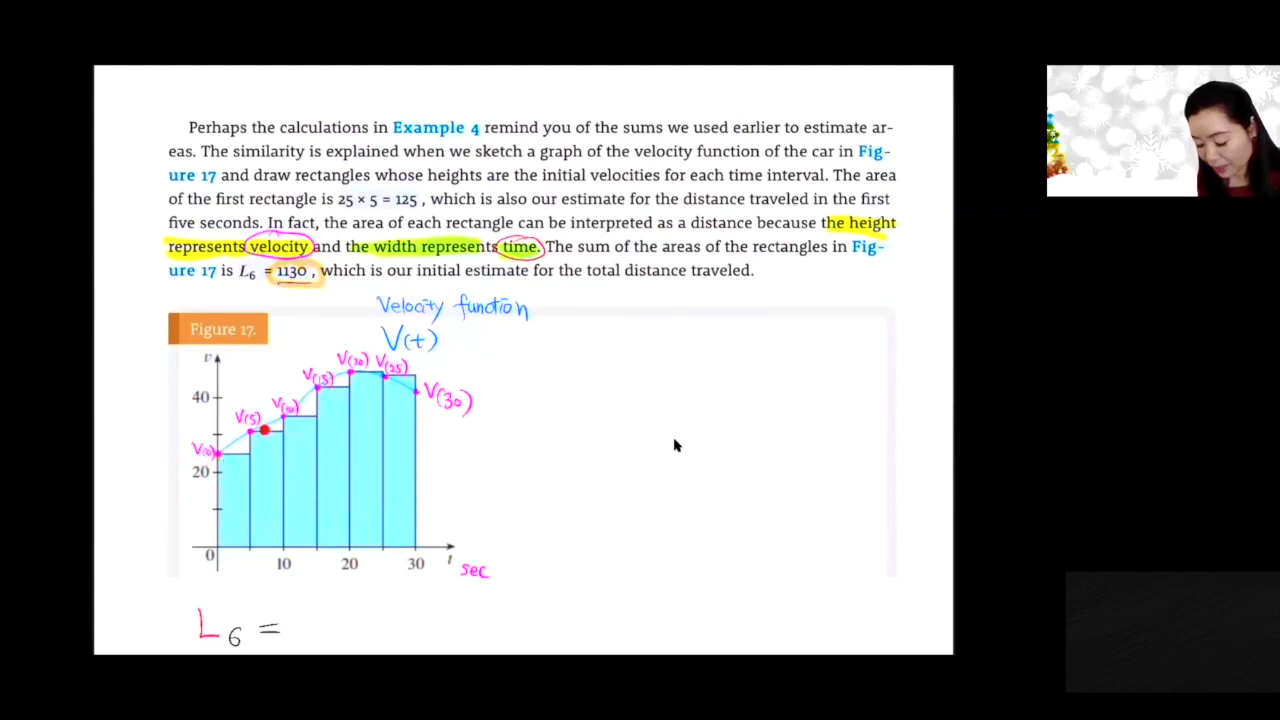 Perhaps the calculations in Example 4 remind you of the sums we used earlier to estimate ar-
eas. The similarity is explained when we sketch a graph of the velocity function of the car in Fig-
ure 17 and draw rectangles whose heights are the initial velocities for each time interval. The area
of the first rectangle is 25 × 5 = 125 , which is also our estimate for the distance traveled in the first
five seconds. In fact, the area of each rectangle can be interpreted as a distance because the height
represents velocity and the width represents time. The sum of the areas of the rectangles in Fig-
ure 17 is L₆ = 1130 , which is our initial estimate for the total distance traveled.
Velocity function
Figure 17.
V(t)
v
V(20) V(25)
V(15)
40
V(30)
V(10)
V(5)
V(0)
20
0
10
20
30
t
sec
L₆ =